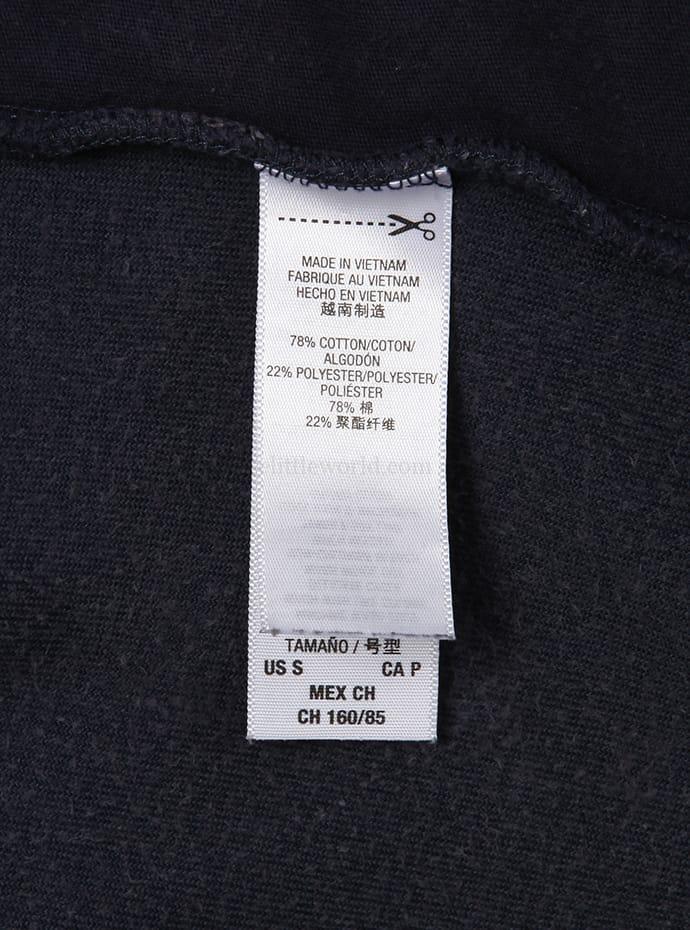 MADE IN VIETNAM
FABRIQUE AU VIETNAM
HECHO EN VIETNAM
越南制造
78% COTTON/COTON/
ALGODÓN
22% POLYESTER/POLYESTER/
POLIÉSTER
78% 棉
22% 聚酯纤维
elittleworld.com
TAMAÑO / 号型
US S CA P
MEX CH
CH 160/85